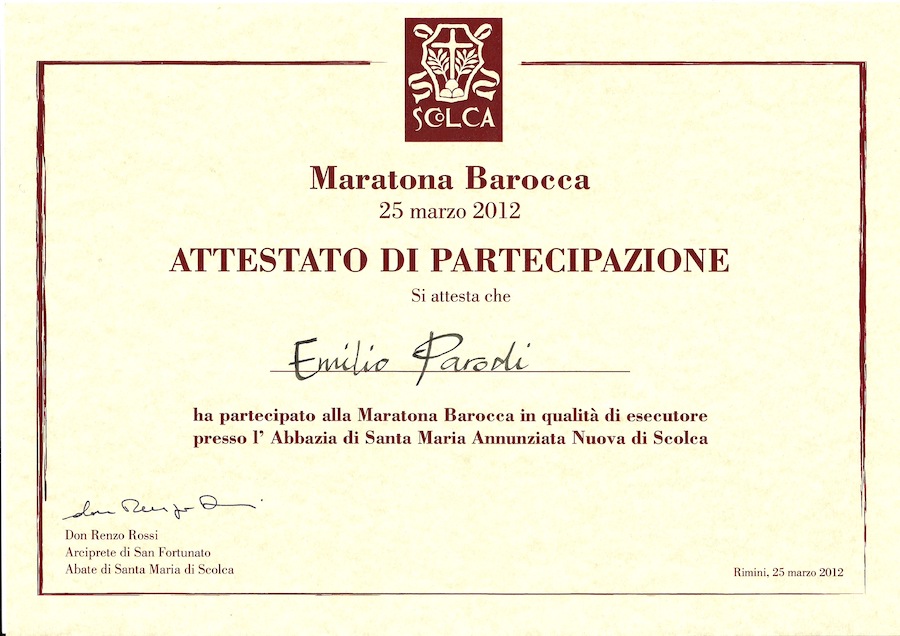 SCOLCA
Maratona Barocca
25 marzo 2012
ATTESTATO DI PARTECIPAZIONE
Si attesta che
Emilio Parodi
ha partecipato alla Maratona Barocca in qualità di esecutore
presso l' Abbazia di Santa Maria Annunziata Nuova di Scolca
don Renzo
Don Renzo Rossi
Arciprete di San Fortunato
Abate di Santa Maria di Scolca
Rimini, 25 marzo 2012